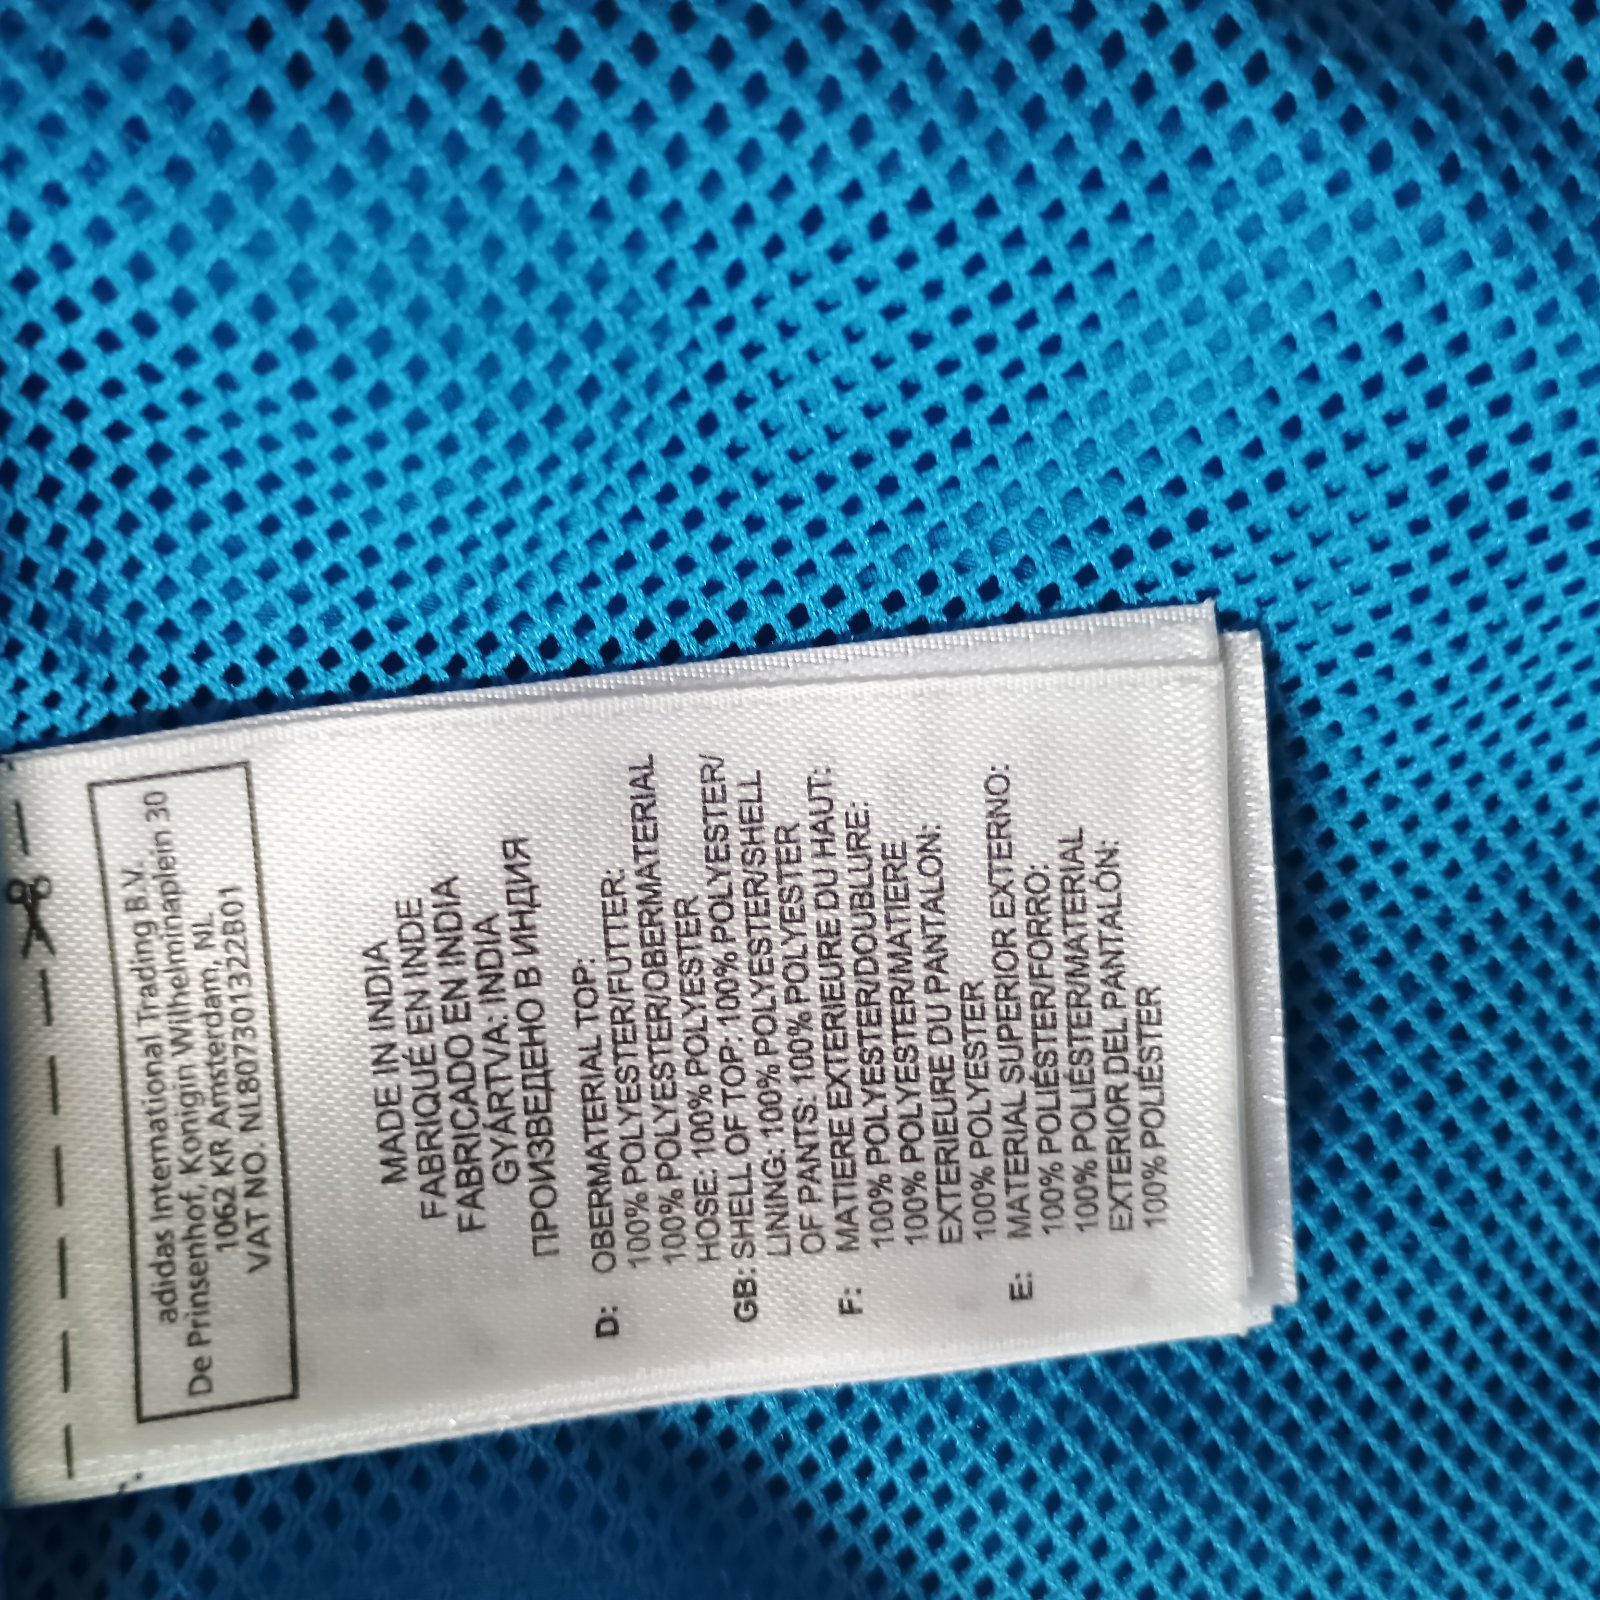 adidas International Trading B.V.
De Prinsenhof, Konigin Wilhelminaplein 30
1062 KR Amsterdam, NL
VAT NO. NL807301322B01
MADE IN INDIA
FABRIQUÉ EN INDE
FABRICADO EN INDIA
GYÁRTVA: INDIA
ПРОИЗВЕДЕНО В ИНДИЯ
D: OBERMATERIAL TOP:
100% POLYESTER/FUTTER:
100% POLYESTER/OBERMATERIAL
HOSE: 100% POLYESTER
GB: SHELL OF TOP: 100% POLYESTER/
LINING: 100% POLYESTER/SHELL
OF PANTS: 100% POLYESTER
F: MATIERE EXTERIEURE DU HAUT:
100% POLYESTER/DOUBLURE:
100% POLYESTER/MATIERE
EXTERIEURE DU PANTALON:
100% POLYESTER
E: MATERIAL SUPERIOR EXTERNO:
100% POLIÉSTER/FORRO:
100% POLIÉSTER/MATERIAL
EXTERIOR DEL PANTALÓN:
100% POLIÉSTER